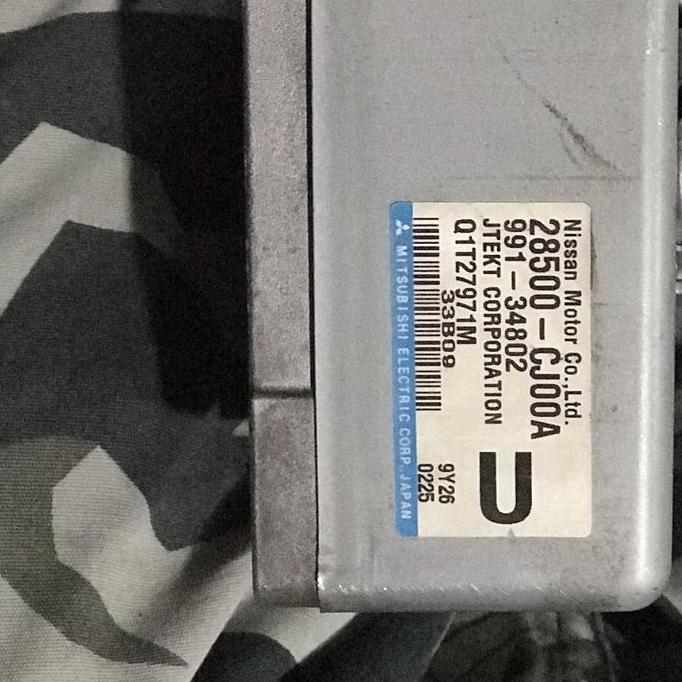 Nissan Motor Co.,Ltd.
28500-CJ00A
991-34802
JTEKT CORPORATION
Q1T27971M
33B09
U
9Y26
0225
MITSUBISHI ELECTRIC CORP. JAPAN